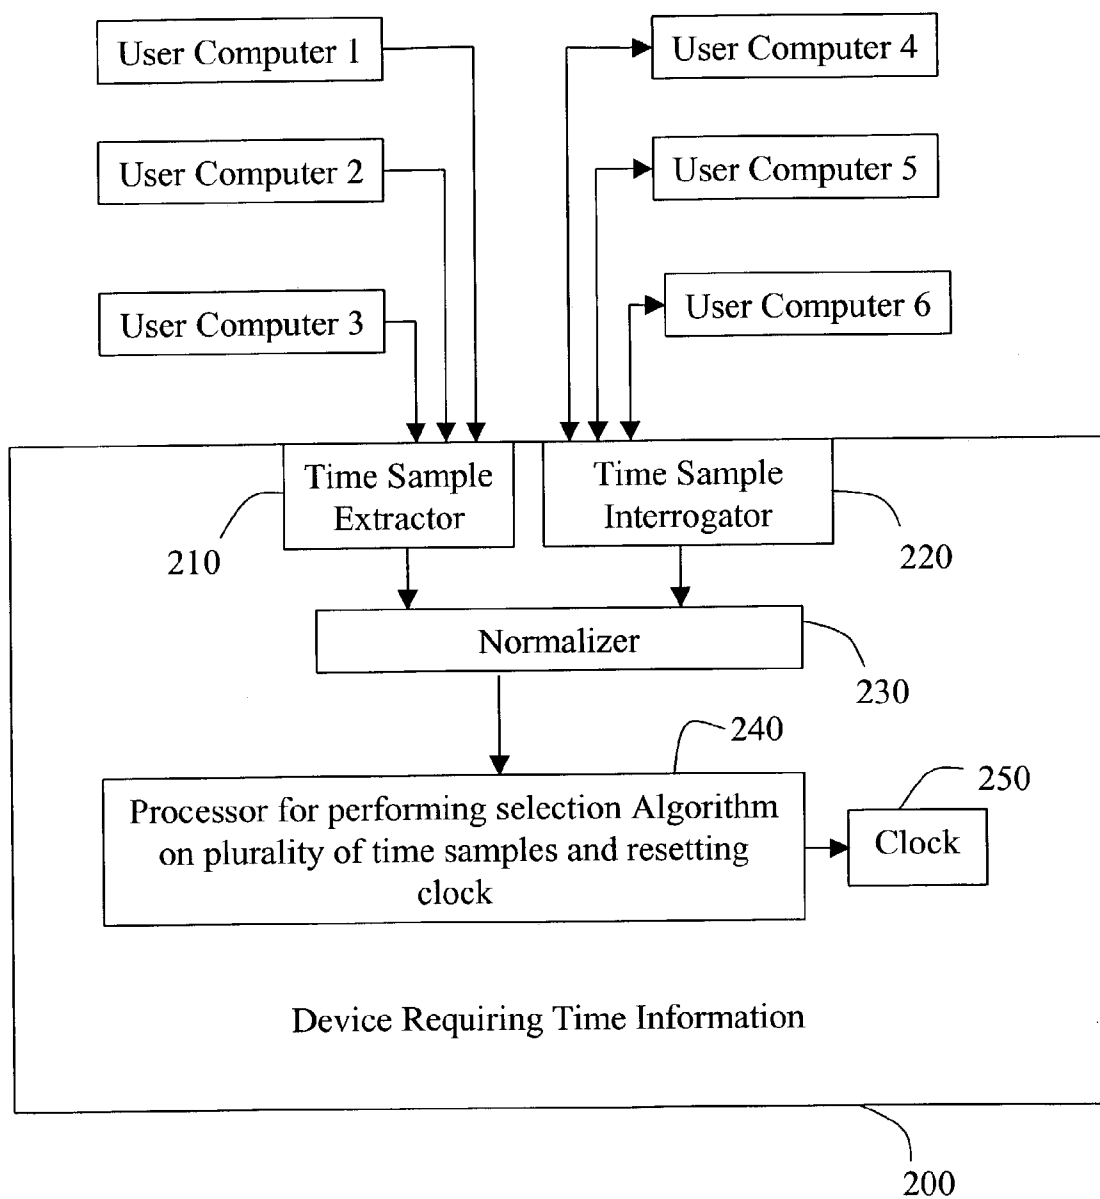 User Computer 1
User Computer 4
User Computer 2
User Computer 5
User Computer 3
User Computer 6
Time Sample
Extractor
Time Sample
Interrogator
210
220
Normalizer
230
240
Processor for performing selection Algorithm
on plurality of time samples and resetting
clock
250
Clock
Device Requiring Time Information
200